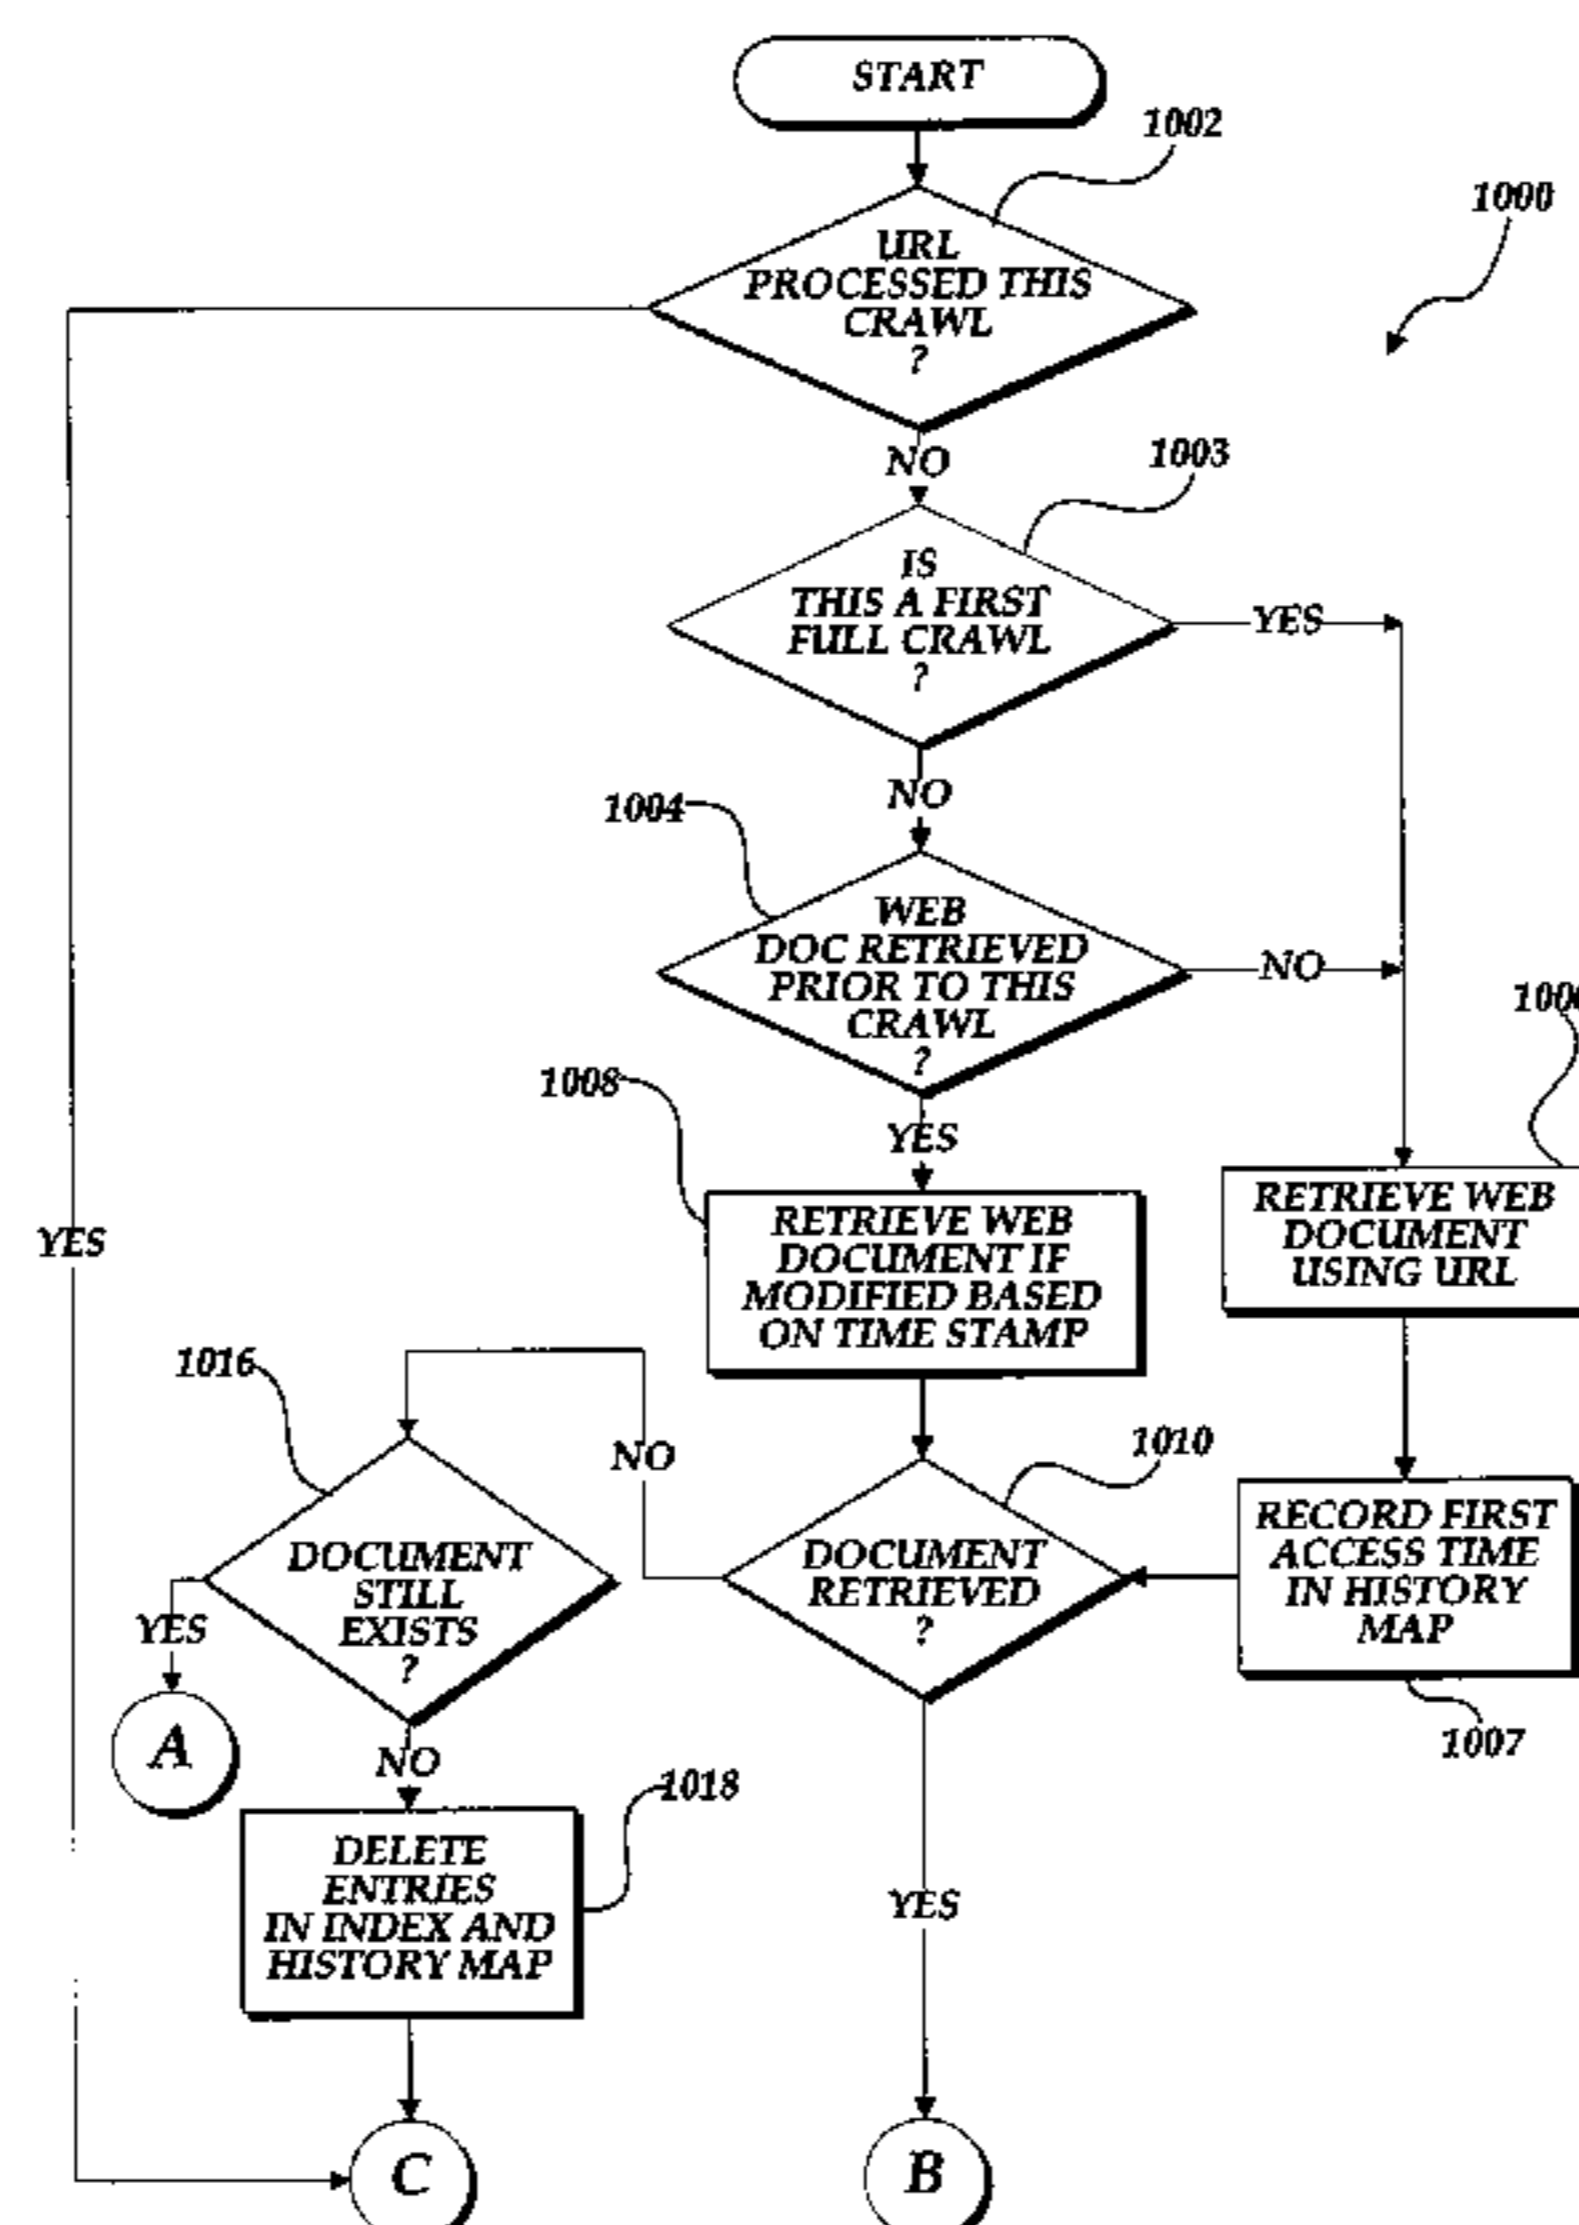 START
1002
1000
URL
PROCESSED THIS
CRAWL
?
NO
1003
IS
THIS A FIRST
FULL CRAWL
?
YES
NO
1004
WEB
DOC RETRIEVED
PRIOR TO THIS
CRAWL
?
NO
1008
YES
RETRIEVE WEB
DOCUMENT IF
MODIFIED BASED
ON TIME STAMP
RETRIEVE WEB
DOCUMENT
USING URL
YES
1016
NO
1010
DOCUMENT
STILL
EXISTS
?
DOCUMENT
RETRIEVED
?
RECORD FIRST
ACCESS TIME
IN HISTORY
MAP
YES
A
NO
1007
1018
DELETE
ENTRIES
IN INDEX AND
HISTORY MAP
YES
C
B